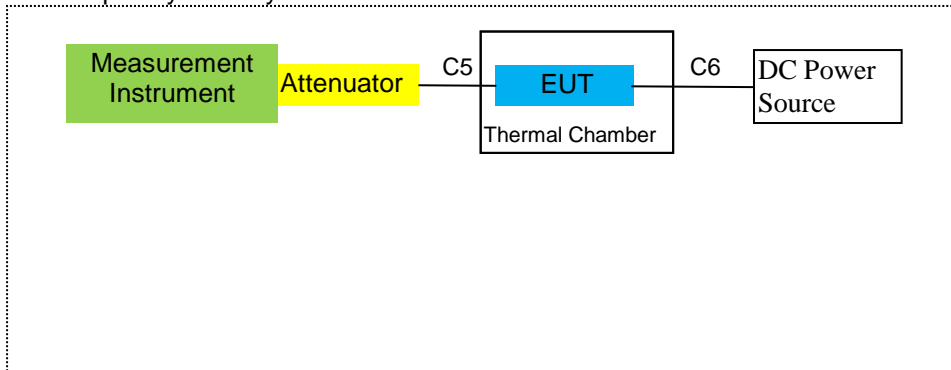 Measurement
Instrument
Attenuator
C5
EUT
Thermal Chamber
C6
DC Power
Source